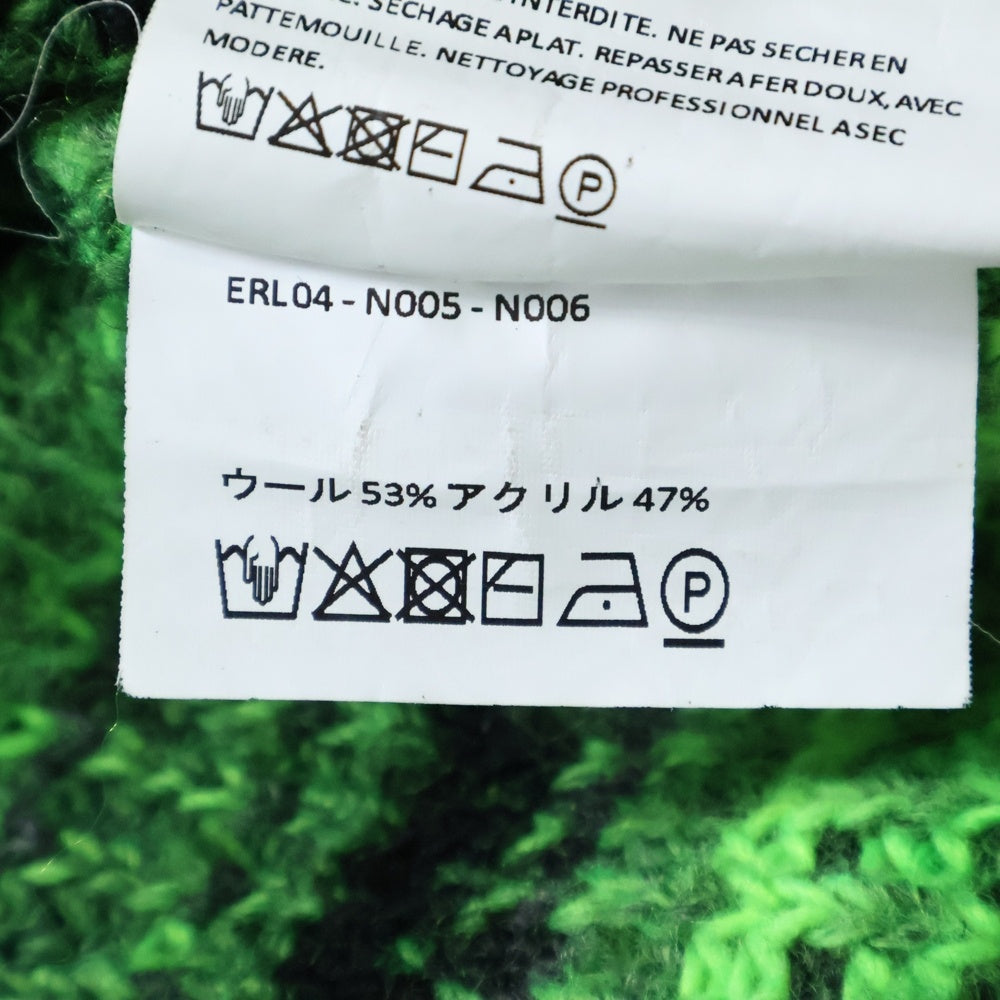 INTERDITE. NE PAS SECHER EN
SECHAGE A PLAT. REPASSER A FER DOUX, AVEC
PATTEMOUILLE. NETTOYAGE PROFESSIONNEL A SEC
MODERE.
P
ERL04 - N005 - N006
ウール 53% アクリル 47%
P